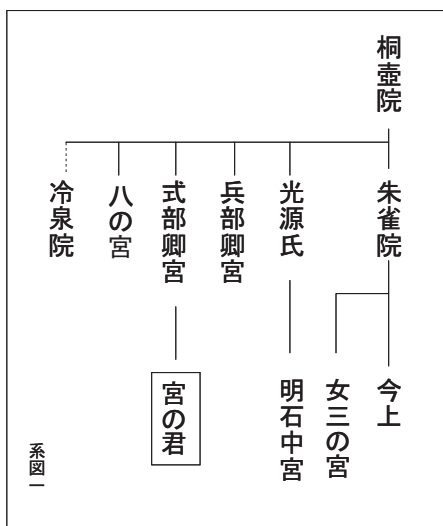 桐壺院
朱雀院
光源氏
兵部卿宮
式部卿宮
八の宮
冷泉院
今上
女三の宮
明石中宮
宮の君
系図一